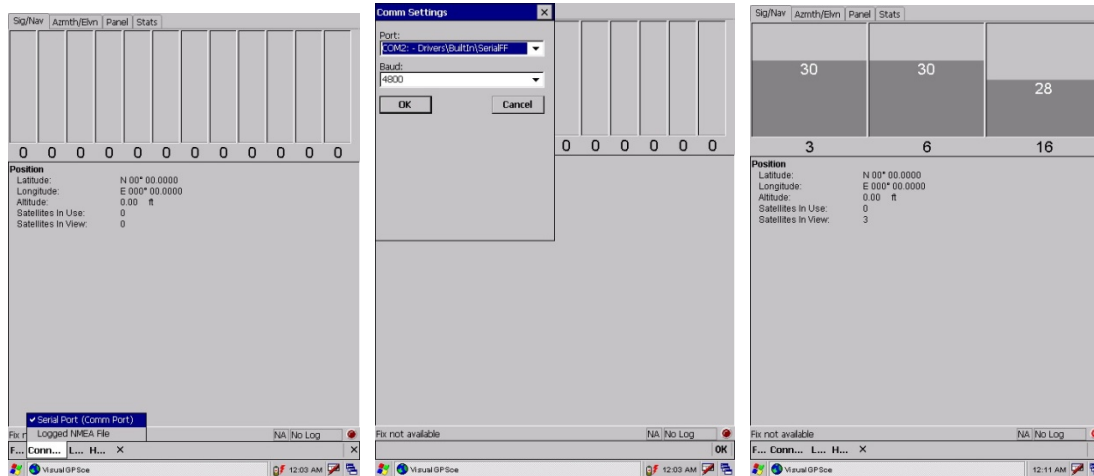 Sig/Nav Azmth/Elvn Panel Stats
0 0 0 0 0 0 0 0 0 0 0 0
Position
Latitude: N 00° 00.0000
Longitude: E 000° 00.0000
Altitude: 0.00 ft
Satellites In Use: 0
Satellites In View: 0
Serial Port (Comm Port)
Logged NMEA File
Fix NA No Log
F... Conn... L... H... ×
VisualGPSce 12:03 AM
Comm Settings
Port:
COM2: - Drivers\BuiltIn\SerialFF
Baud:
4800
OK Cancel
0 0 0 0 0 0
Fix not available NA No Log
OK
VisualGPSce 12:03 AM
Sig/Nav Azmth/Elvn Panel Stats
30 30 28
3 6 16
Position
Latitude: N 00° 00.0000
Longitude: E 000° 00.0000
Altitude: 0.00 ft
Satellites In Use: 0
Satellites In View: 3
Fix not available NA No Log
F... Conn... L... H... ×
VisualGPSce 12:11 AM